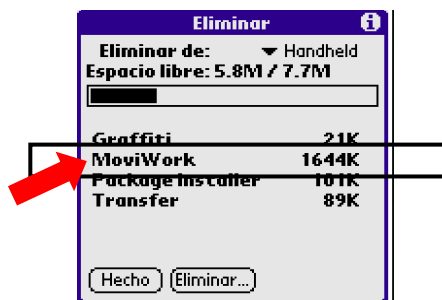 Eliminar i
Eliminar de: Handheld
Espacio libre: 5.8M / 7.7M
Graffiti 21K
MoviWork 1644K
Package Installer 101K
Transfer 89K
Hecho Eliminar...